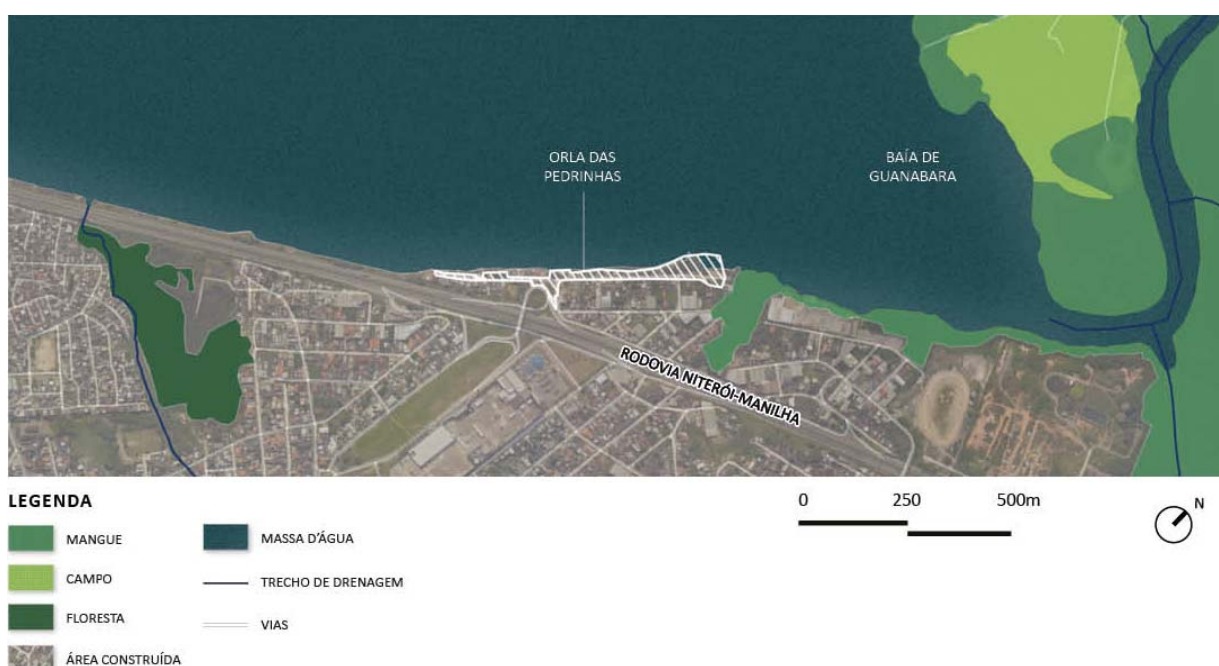 ORLA DAS
PEDRINHAS
BAÍA DE
GUANABARA
RODOVIA NITERÓI-MANILHA
LEGENDA
MANGUE
CAMPO
FLORESTA
ÁREA CONSTRUÍDA
MASSA D'ÁGUA
TRECHO DE DRENAGEM
VIAS
0 250 500m
N